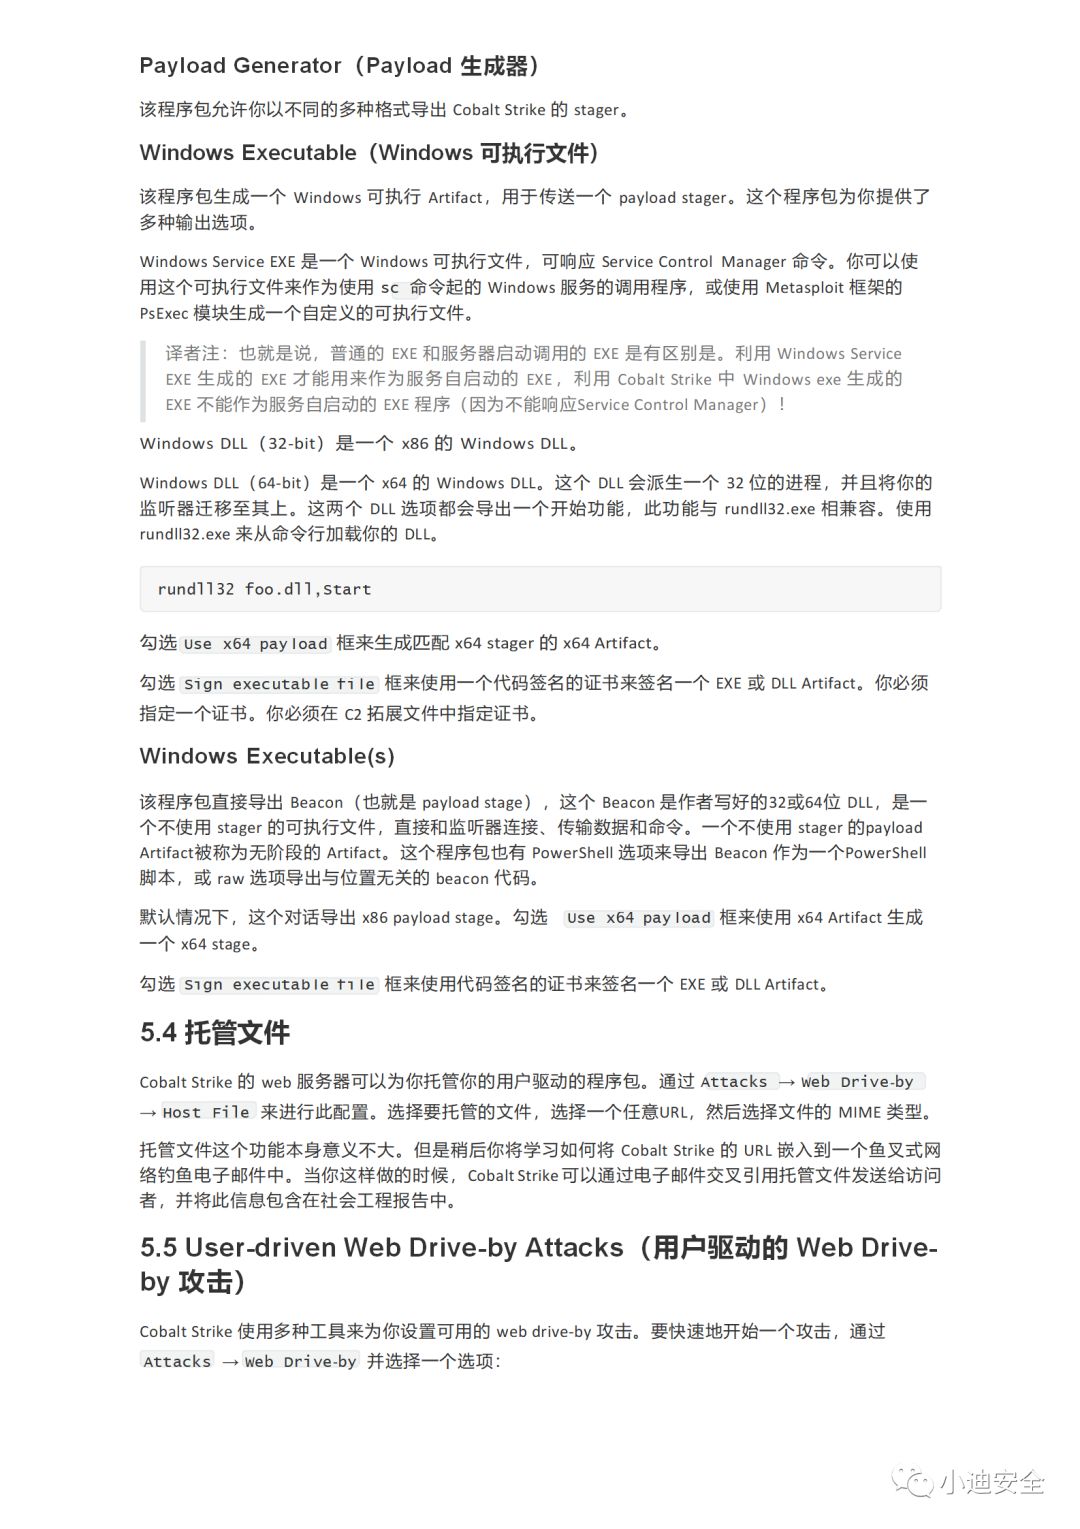 Payload Generator（Payload 生成器）
该程序包允许你以不同的多种格式导出 Cobalt Strike 的 stager。
Windows Executable（Windows 可执行文件）
该程序包生成一个 Windows 可执行 Artifact，用于传送一个 payload stager。这个程序包为你提供了
多种输出选项。
Windows Service EXE 是一个 Windows 可执行文件，可响应 Service Control Manager 命令。你可以使
用这个可执行文件来作为使用 sc 命令起的 Windows 服务的调用程序，或使用 Metasploit 框架的
PsExec 模块生成一个自定义的可执行文件。
译者注：也就是说，普通的 EXE 和服务器启动调用的 EXE 是有区别是。利用 Windows Service
EXE 生成的 EXE 才能用来作为服务自启动的 EXE，利用 Cobalt Strike 中 Windows exe 生成的
EXE 不能作为服务自启动的 EXE 程序（因为不能响应Service Control Manager）！
Windows DLL（32-bit）是一个 x86 的 Windows DLL。
Windows DLL（64-bit）是一个 x64 的 Windows DLL。这个 DLL 会派生一个 32 位的进程，并且将你的
监听器迁移至其上。这两个 DLL 选项都会导出一个开始功能，此功能与 rundll32.exe 相兼容。使用
rundll32.exe 来从命令行加载你的 DLL。
rundll32 foo.dll,Start
勾选 Use x64 payload 框来生成匹配 x64 stager 的 x64 Artifact。
勾选 Sign executable file 框来使用一个代码签名的证书来签名一个 EXE 或 DLL Artifact。你必须
指定一个证书。你必须在 C2 拓展文件中指定证书。
Windows Executable(s)
该程序包直接导出 Beacon（也就是 payload stage），这个 Beacon 是作者写好的32或64位 DLL，是一
个不使用 stager 的可执行文件，直接和监听器连接、传输数据和命令。一个不使用 stager 的payload
Artifact被称为无阶段的 Artifact。这个程序包也有 PowerShell 选项来导出 Beacon 作为一个PowerShell
脚本，或 raw 选项导出与位置无关的 beacon 代码。
默认情况下，这个对话导出 x86 payload stage。勾选 Use x64 payload 框来使用 x64 Artifact 生成
一个 x64 stage。
勾选 Sign executable file 框来使用代码签名的证书来签名一个 EXE 或 DLL Artifact。
5.4 托管文件
Cobalt Strike 的 web 服务器可以为你托管你的用户驱动的程序包。通过 Attacks → Web Drive-by
→ Host File 来进行此配置。选择要托管的文件，选择一个任意URL，然后选择文件的 MIME 类型。
托管文件这个功能本身意义不大。但是稍后你将学习如何将 Cobalt Strike 的 URL 嵌入到一个鱼叉式网
络钓鱼电子邮件中。当你这样做的时候，Cobalt Strike 可以通过电子邮件交叉引用托管文件发送给访问
者，并将此信息包含在社会工程报告中。
5.5 User-driven Web Drive-by Attacks（用户驱动的 Web Drive-
by 攻击）
Cobalt Strike 使用多种工具来为你设置可用的 web drive-by 攻击。要快速地开始一个攻击，通过
Attacks → Web Drive-by 并选择一个选项：
小迪安全